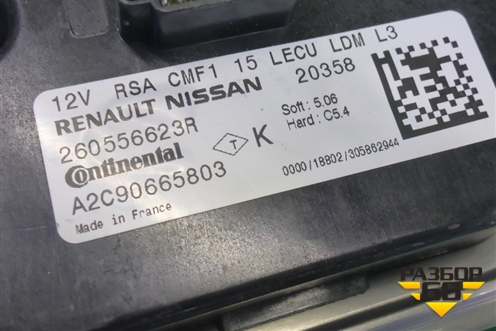 12V RSA CMF1 15 LECU LDM L3
RENAULT NISSAN 20358
260556623R Soft : 5.06
Hard : C5.4
Continental T K
A2C90665803 0000/18802/305862944
Made in France
РАЗБОР
60